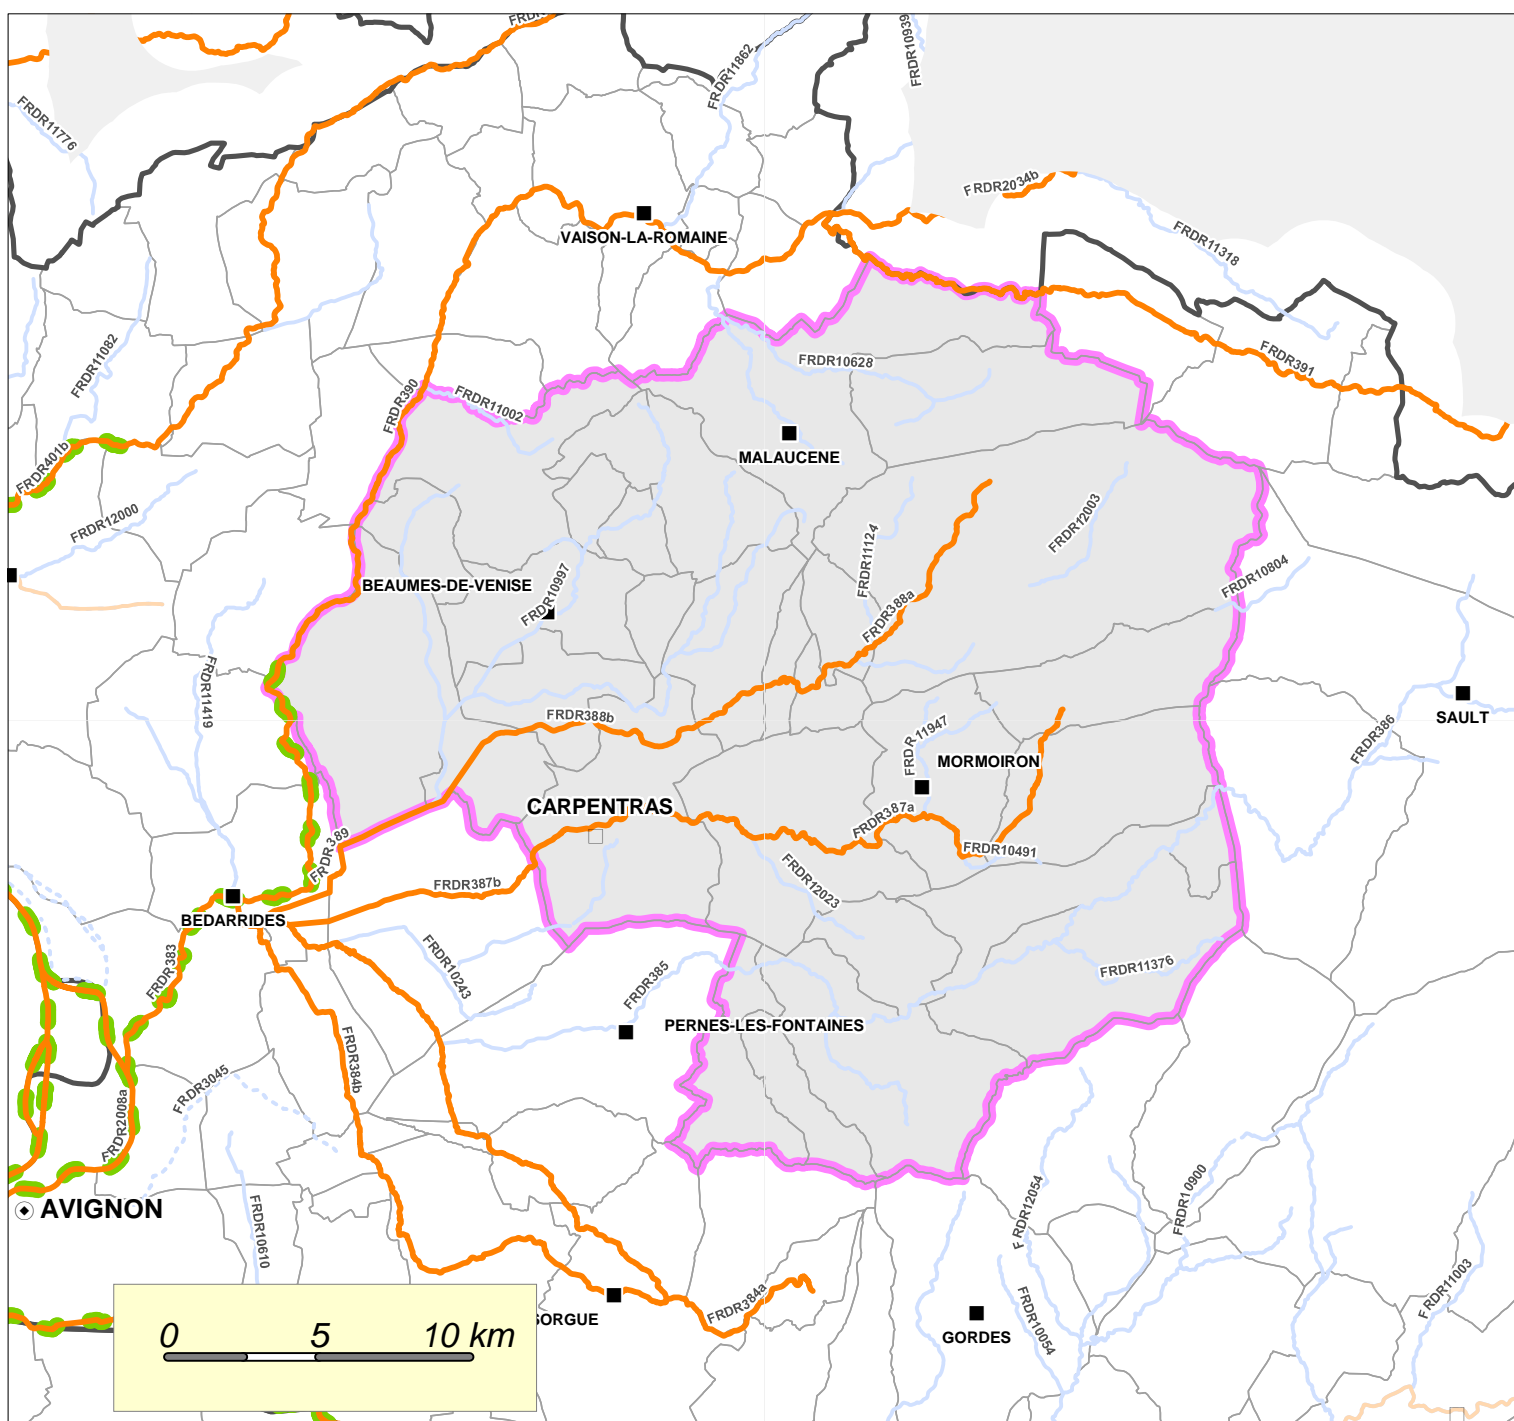 FRDR11862
FRDR10939
FRDR11776
FRDR2034b
VAISON-LA-ROMAINE
FRDR11318
FRDR11082
FRDR390
FRDR11002
FRDR10628
FRDR391
FRDR401b
MALAUCENE
FRDR12000
FRDR12003
FRDR11124
BEAUMES-DE-VENISE
FRDR10997
FRDR388a
FRDR10804
FRDR11419
FRDR388b
FRDR11947
FRDR386
SAULT
MORMOIRON
CARPENTRAS
FRDR387a
FRDR389
FRDR10491
FRDR387b
FRDR12023
BEDARRIDES
FRDR383
FRDR10243
FRDR385
FRDR11376
PERNES-LES-FONTAINES
FRDR384b
FRDR3045
FRDR2008a
AVIGNON
FRDR10610
FRDR12054
FRDR10900
FRDR11003
FRDR384a
FRDR10054
SORGUE
GORDES
0 5 10 km